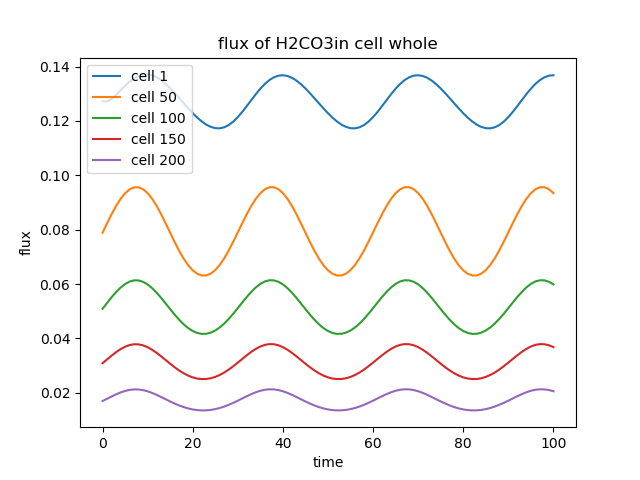 flux of H2CO3in cell whole
0.14
0.12
0.10
0.08
0.06
0.04
0.02
flux
cell 1
cell 50
cell 100
cell 150
cell 200
0 20 40 60 80 100
time